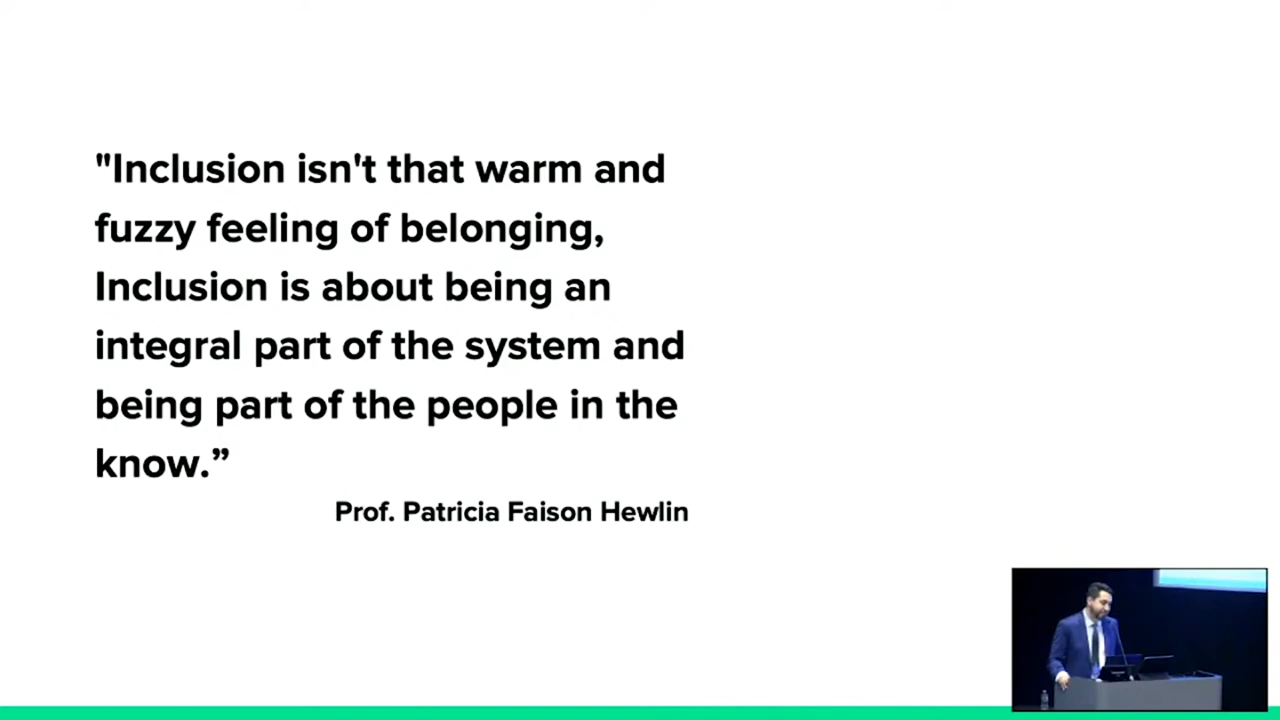 "Inclusion isn't that warm and
fuzzy feeling of belonging,
Inclusion is about being an
integral part of the system and
being part of the people in the
know.”
Prof. Patricia Faison Hewlin